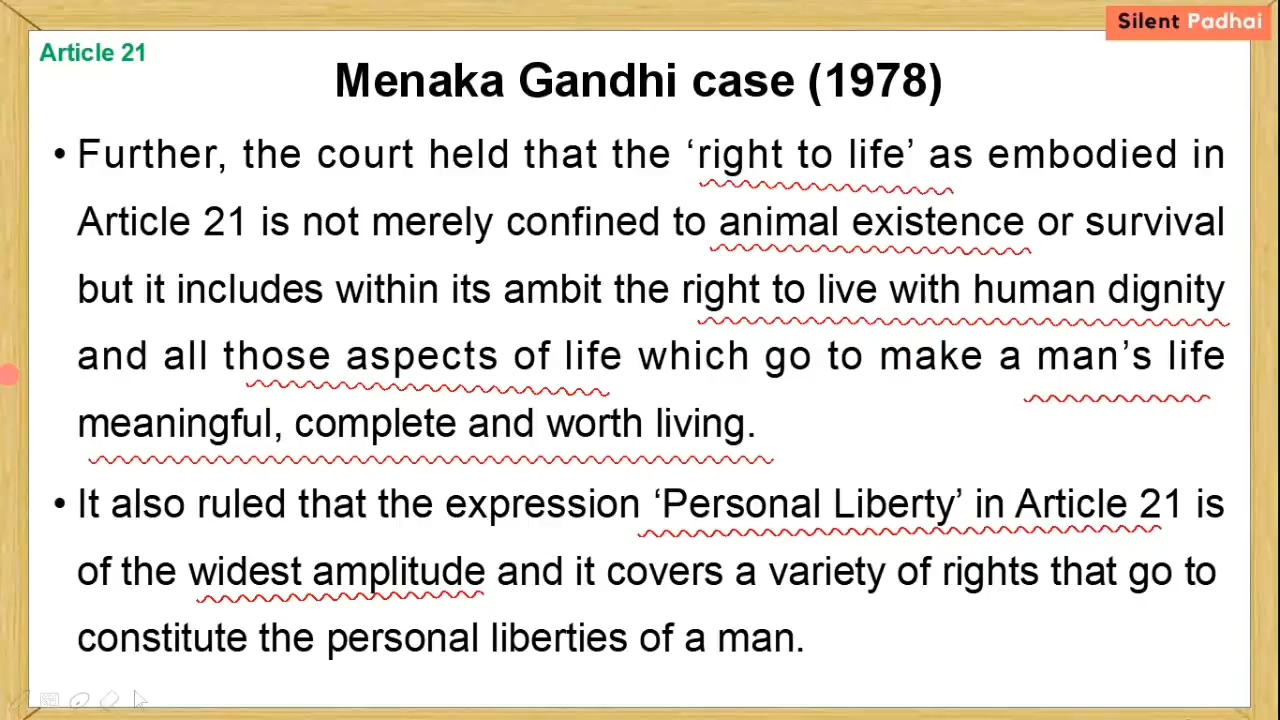 Silent Padhai
Article 21
Menaka Gandhi case (1978)
• Further, the court held that the ‘right to life’ as embodied in
Article 21 is not merely confined to animal existence or survival
but it includes within its ambit the right to live with human dignity
and all those aspects of life which go to make a man’s life
meaningful, complete and worth living.
• It also ruled that the expression ‘Personal Liberty’ in Article 21 is
of the widest amplitude and it covers a variety of rights that go to
constitute the personal liberties of a man.